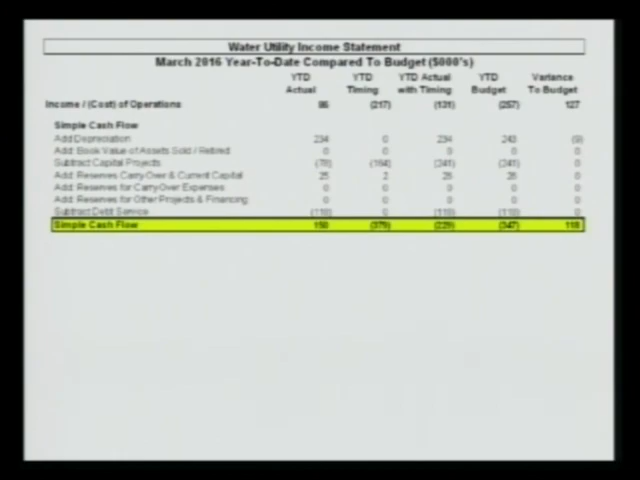 Water Utility Income Statement
March 2016 Year-To-Date Compared To Budget ($000's)
YTD Actual YTD Timing YTD Actual with Timing YTD Budget Variance To Budget
Income / (Cost) of Operations 86 (217) (131) (257) 127
Simple Cash Flow
Add Depreciation 234 0 234 243 (9)
Add: Book Value of Assets Sold / Retired 0 0 0 0 0
Subtract Capital Projects (164) (241) (241) 0
Add: Reserves Carry-Over & Current Capital 25 2 26 26 0
Add: Reserves for Carry-Over Expenses 0 0 0 0 0
Add: Reserves for Other Projects & Financing 0 0 0 0 0
Subtract Debt Service 0 0
Simple Cash Flow 150 (379) (229) (347) 118